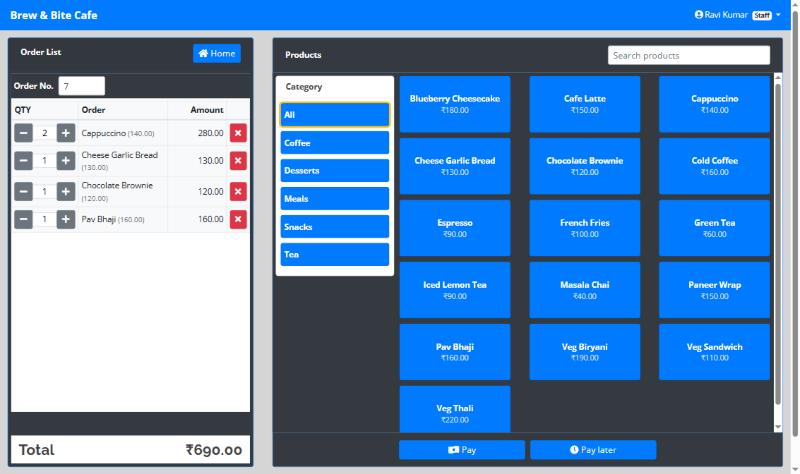 Brew & Bite Cafe
Ravi Kumar Staff
Order List
Home
Order No. 7
QTY Order Amount
2 Cappuccino (140.00) 280.00
1 Cheese Garlic Bread (130.00) 130.00
1 Chocolate Brownie (120.00) 120.00
1 Pav Bhaji (160.00) 160.00
Total ₹690.00
Products
Search products
Category
All
Coffee
Desserts
Meals
Snacks
Tea
Blueberry Cheesecake
₹180.00
Cafe Latte
₹150.00
Cappuccino
₹140.00
Cheese Garlic Bread
₹130.00
Chocolate Brownie
₹120.00
Cold Coffee
₹160.00
Espresso
₹90.00
French Fries
₹100.00
Green Tea
₹60.00
Iced Lemon Tea
₹90.00
Masala Chai
₹40.00
Paneer Wrap
₹150.00
Pav Bhaji
₹160.00
Veg Biryani
₹190.00
Veg Sandwich
₹110.00
Veg Thali
₹220.00
Pay
Pay later